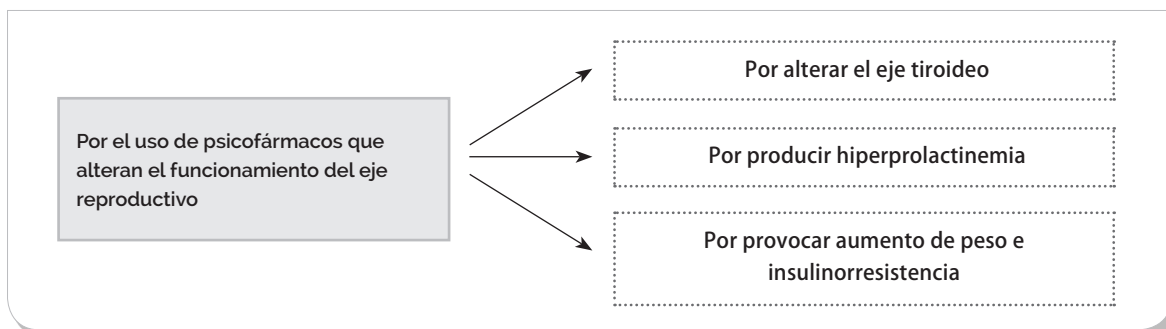 Por el uso de psicofármacos que
alteran el funcionamiento del eje
reproductivo
Por alterar el eje tiroideo
Por producir hiperprolactinemia
Por provocar aumento de peso e
insulinorresistencia